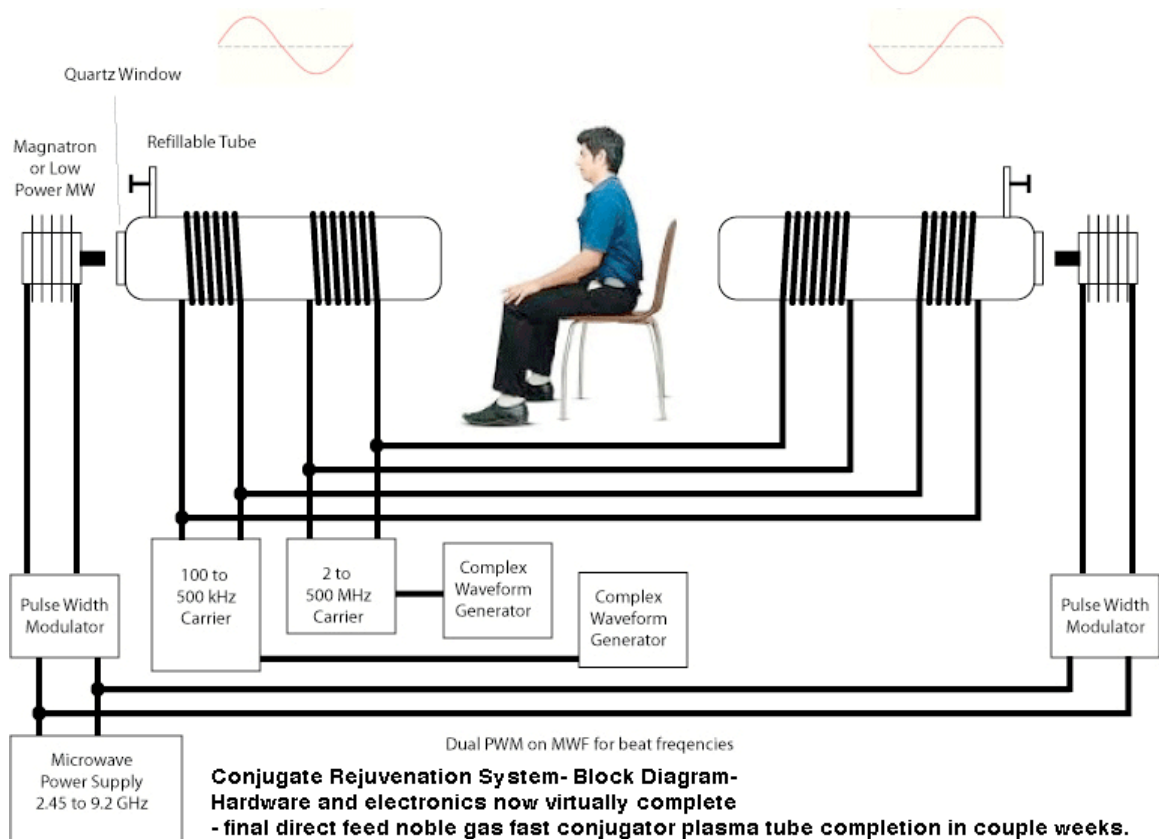 Quartz Window
Refillable Tube
Magnatron
or Low
Power MW
100 to
500 kHz
Carrier
2 to
500 MHz
Carrier
Complex
Waveform
Generator
Complex
Waveform
Generator
Pulse Width
Modulator
Pulse Width
Modulator
Dual PWM on MWF for beat freqencies
Microwave
Power Supply
2.45 to 9.2 GHz
Conjugate Rejuvenation System- Block Diagram-
Hardware and electronics now virtually complete
- final direct feed noble gas fast conjugator plasma tube completion in couple weeks.